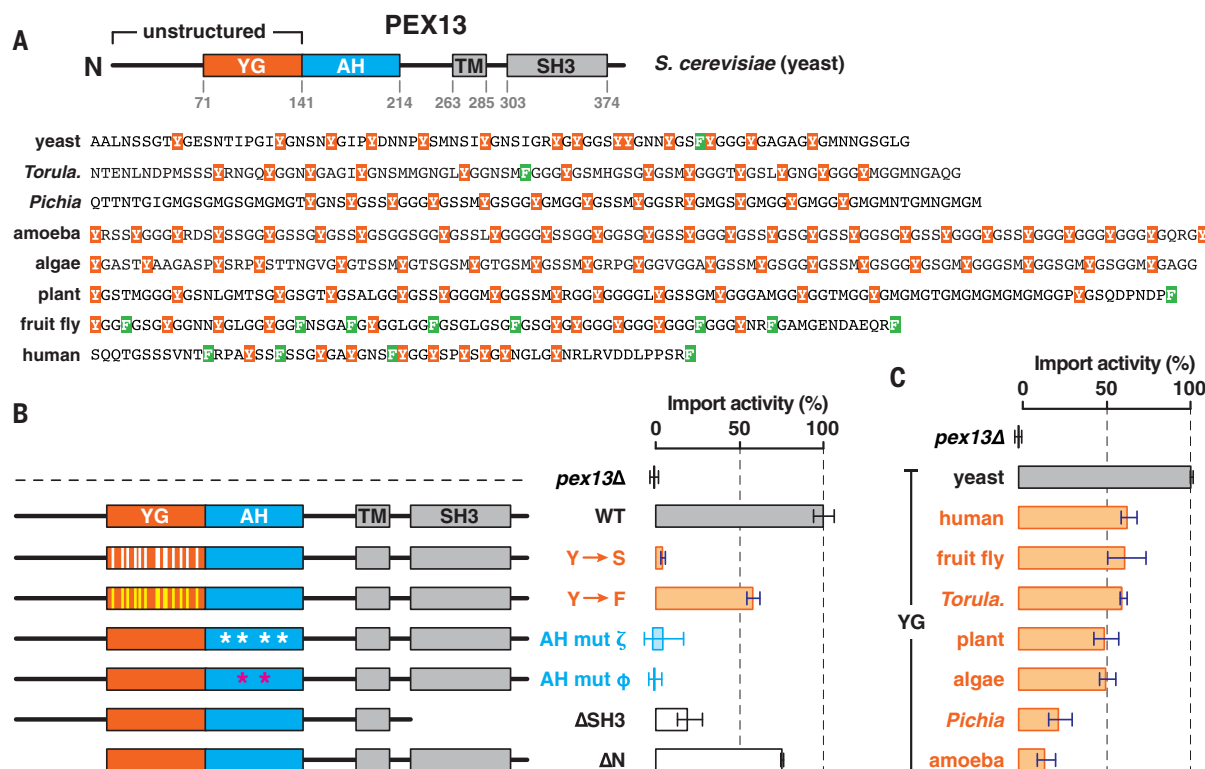 A
unstructured
PEX13
N
YG
AH
TM
SH3
S. cerevisiae (yeast)
71
141
214
263
285
303
374
yeast AALNSSGTYGESNTIPGIYGNSNYGIPYDNNPYSMNSIYGNSIGRYGYGGSYYGNNYGSFYGGGYGAGAGYGMNNGSGLG
Torula. NTENLNDPMSSSYRNGQYGGNYGAGIYGNSMMGNGLYGGNSMFGGGYGSMHGSGYGSMYGGGTYGSLYGNGYGGGYMGGMNGAQG
Pichia QTTNTGIGMGSGMGSGMGMGTYGNSYGSSYGGGYGSSMYGSGGYGMGGYGSSMYGGSRYGMGSYGMGGYGMGGYGMGMNTGMNGMGM
amoeba YRSSYGGGYRDSYSSGGYGSSGYGSSYGSGGSGGYGSSLYGGGGYSSGGYGGSGYGSSYGGGYGSSYGSGYGSSYGGSGYGSSYGGGYGSSYGGGYGGGYGGGYGQRGY
algae YGASTYAAGASPYSRPYSTTNGVGYGTSSMYGTSGSMYGTGSMYGSSMYGRPGYGGVGGAYGSSMYGSGGYGSSMYGSGGYGSGMYGGGSMYGGSGMYGSGGMYGAGG
plant YGSTMGGGYGSNLGMTSGYGSGTYGSALGGYGSSYGGGMYGGSSMYRGGYGGGGLYGSSGMYGGGAMGGYGGTMGGYGMGMGTGMGMGMGMGMGGPYGSQDPNDPF
fruit fly YGGFGSGYGGNNYGLGGYGGFNSGAFGYGGLGGFGSGLGSGFGSGYGYGGGYGGGYGGGFGGGYNRFGAMGENDAEQRF
human SQQTGSSSVNTFRPAYSSFSSGYGAYGNSFYGGYSPYSYGYNGLGYNRLRVDDLPPSRF
B
Import activity (%)
0
50
100
pex13Δ
YG
AH
TM
SH3
WT
Y → S
Y → F
* * * *
AH mut ζ
* *
AH mut ϕ
ΔSH3
ΔN
C
Import activity (%)
0
50
100
pex13Δ
yeast
human
fruit fly
Torula.
YG
plant
algae
Pichia
amoeba